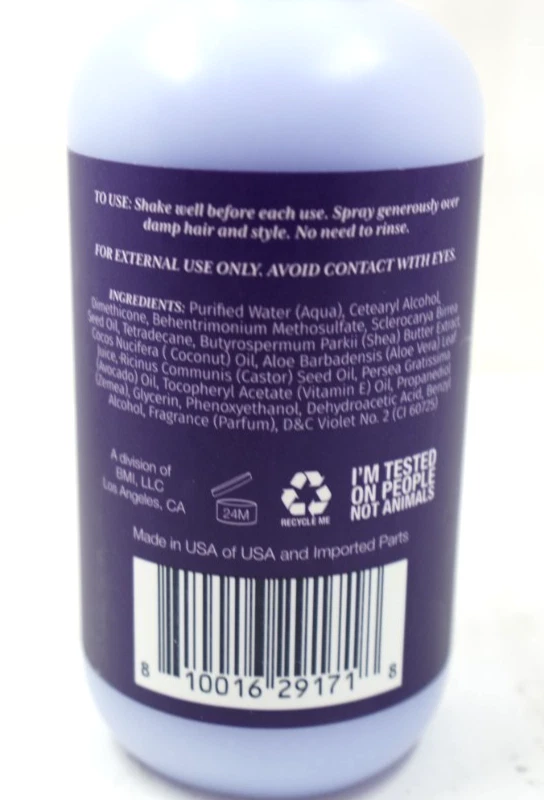 TO USE: Shake well before each use. Spray generously over
damp hair and style. No need to rinse.
FOR EXTERNAL USE ONLY. AVOID CONTACT WITH EYES.
INGREDIENTS: Purified Water (Aqua), Cetearyl Alcohol,
Dimethicone, Behentrimonium Methosulfate, Sclerocarya Birrea
Seed Oil, Tetradecane, Butyrospermum Parkii (Shea) Butter Extract,
Cocos Nucifera ( Coconut) Oil, Aloe Barbadensis (Aloe Vera) Leaf
Juice, Ricinus Communis (Castor) Seed Oil, Persea Gratissima
(Avocado) Oil, Tocopheryl Acetate (Vitamin E) Oil, Propanediol
(Zemea), Glycerin, Phenoxyethanol, Dehydroacetic Acid, Benzyl
Alcohol, Fragrance (Parfum), D&C Violet No. 2 (CI 60725)
A division of
BMI, LLC
Los Angeles, CA
24M
RECYCLE ME
I'M TESTED
ON PEOPLE
NOT ANIMALS
Made in USA of USA and Imported Parts
8 10016 29171 8